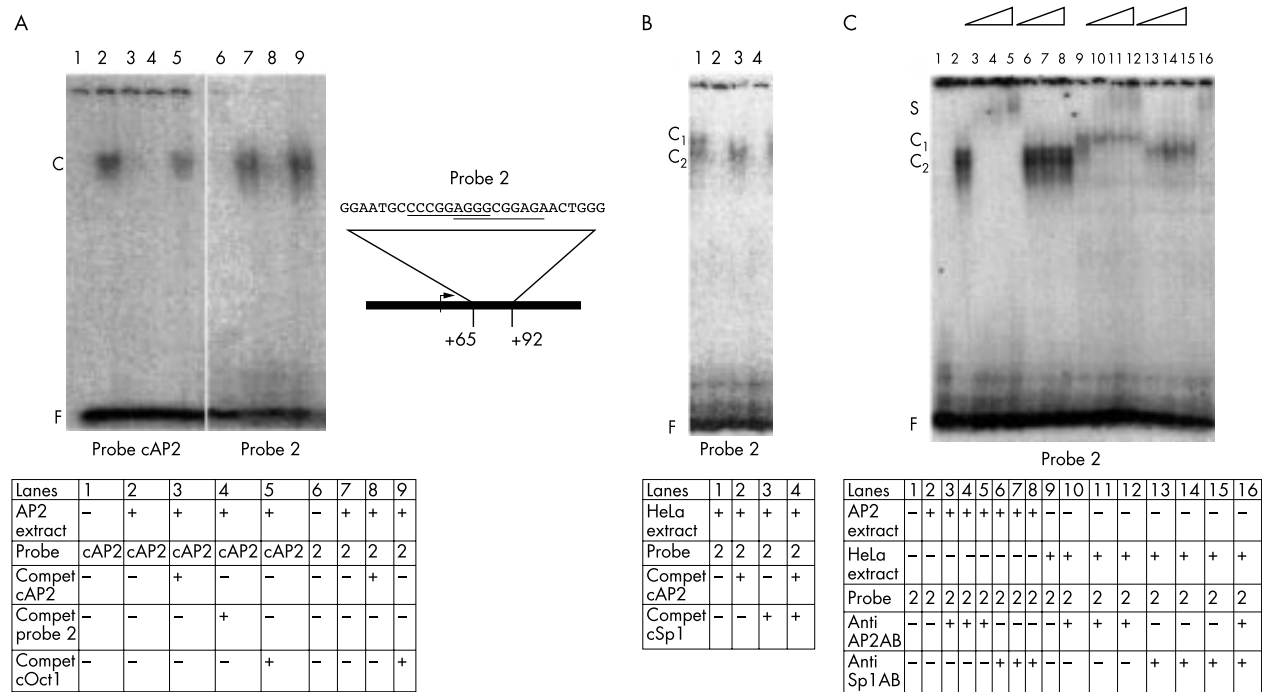 A
1 2 3 4 5 6 7 8 9
C
F
Probe cAP2 Probe 2
Probe 2
GGAATGCCCCGGAGGGCGGAGAACTGGG
+65 +92
Lanes 1 2 3 4 5 6 7 8 9
AP2 extract – + + + + – + + +
Probe cAP2 cAP2 cAP2 cAP2 cAP2 2 2 2 2
Compet cAP2 – – + – – – – + –
Compet probe 2 – – – + – – – – –
Compet cOct1 – – – – + – – – +
B
1 2 3 4
C1
C2
F
Probe 2
Lanes 1 2 3 4
HeLa extract + + + +
Probe 2 2 2 2
Compet cAP2 – + – +
Compet cSp1 – – + +
C
1 2 3 4 5 6 7 8 9 10 11 12 13 14 15 16
S
C1
C2
F
Probe 2
Lanes 1 2 3 4 5 6 7 8 9 10 11 12 13 14 15 16
AP2 extract – + + + + + + + – – – – – – – –
HeLa extract – – – – – – – – + + + + + + + +
Probe 2 2 2 2 2 2 2 2 2 2 2 2 2 2 2 2
Anti AP2AB – – + + + – – – – + + + – – – +
Anti Sp1AB – – – – – + + + – – – – + + + +